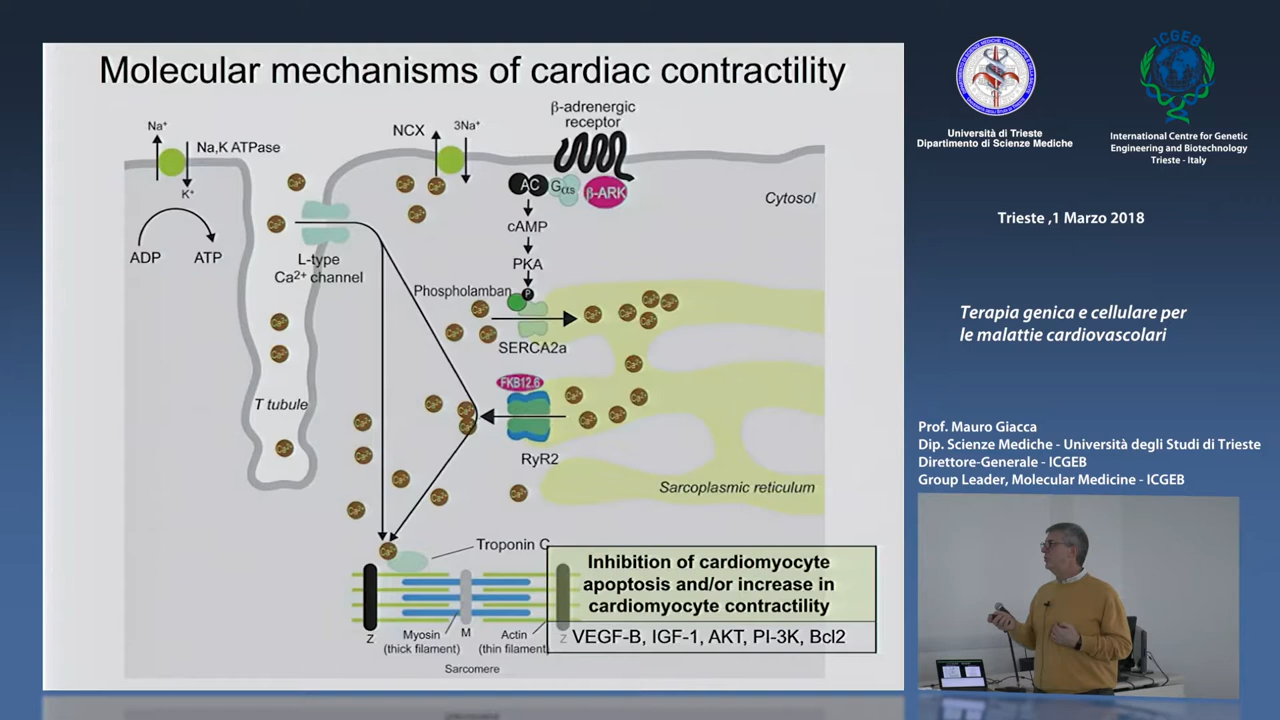 Molecular mechanisms of cardiac contractility
Na⁺
Na,K ATPase
K⁺
ADP
ATP
NCX
3Na⁺
β-adrenergic
receptor
AC
Gαs
β-ARK
cAMP
PKA
Cytosol
Ca²⁺
L-type
Ca²⁺ channel
Phospholamban
P
SERCA2a
T tubule
FKB12.6
RyR2
Sarcoplasmic reticulum
Troponin C
Inhibition of cardiomyocyte
apoptosis and/or increase in
cardiomyocyte contractility
VEGF-B, IGF-1, AKT, PI-3K, Bcl2
Z
Myosin
(thick filament)
M
Actin
(thin filament)
Z
Sarcomere
ICGEB
Università di Trieste
Dipartimento di Scienze Mediche
International Centre for Genetic
Engineering and Biotechnology
Trieste - Italy
Trieste ,1 Marzo 2018
Terapia genica e cellulare per
le malattie cardiovascolari
Prof. Mauro Giacca
Dip. Scienze Mediche - Università degli Studi di Trieste
Direttore-Generale - ICGEB
Group Leader, Molecular Medicine - ICGEB